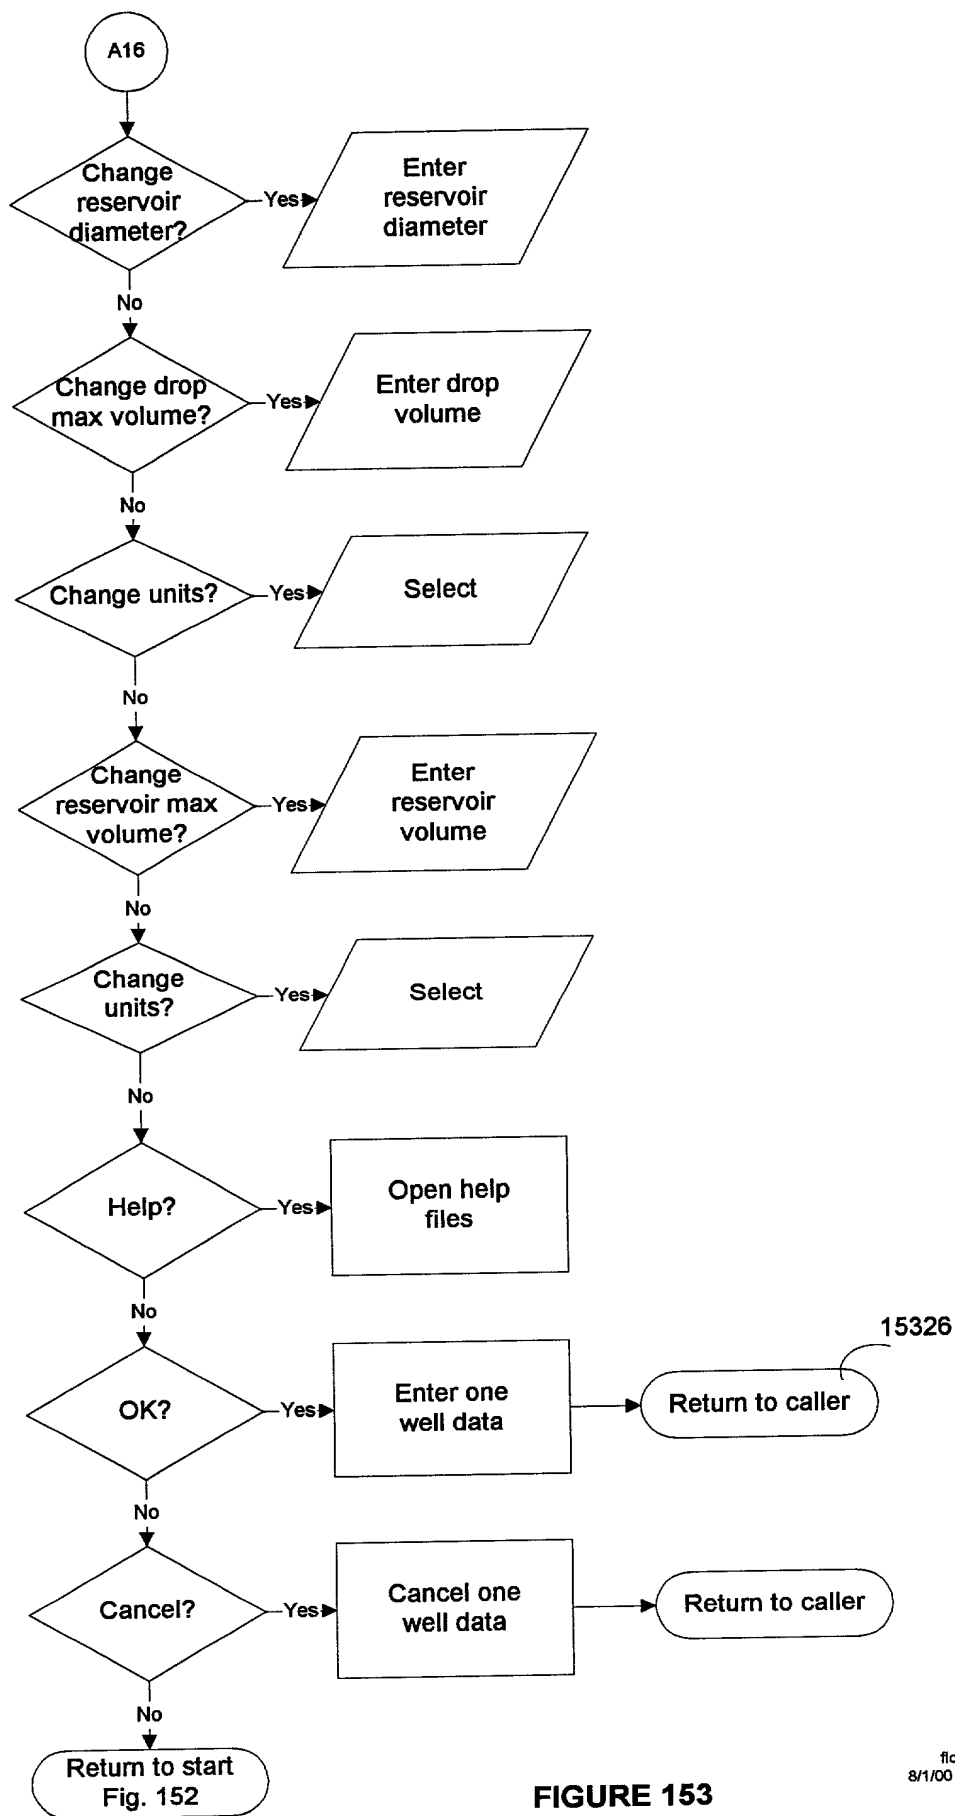 A16
Change
reservoir
diameter?
Yes
Enter
reservoir
diameter
No
Change drop
max volume?
Yes
Enter drop
volume
No
Change units?
Yes
Select
No
Change
reservoir max
volume?
Yes
Enter
reservoir
volume
No
Change
units?
Yes
Select
No
Help?
Yes
Open help
files
No
OK?
Yes
Enter one
well data
Return to caller
15326
No
Cancel?
Yes
Cancel one
well data
Return to caller
No
Return to start
Fig. 152
FIGURE 153
8/1/00